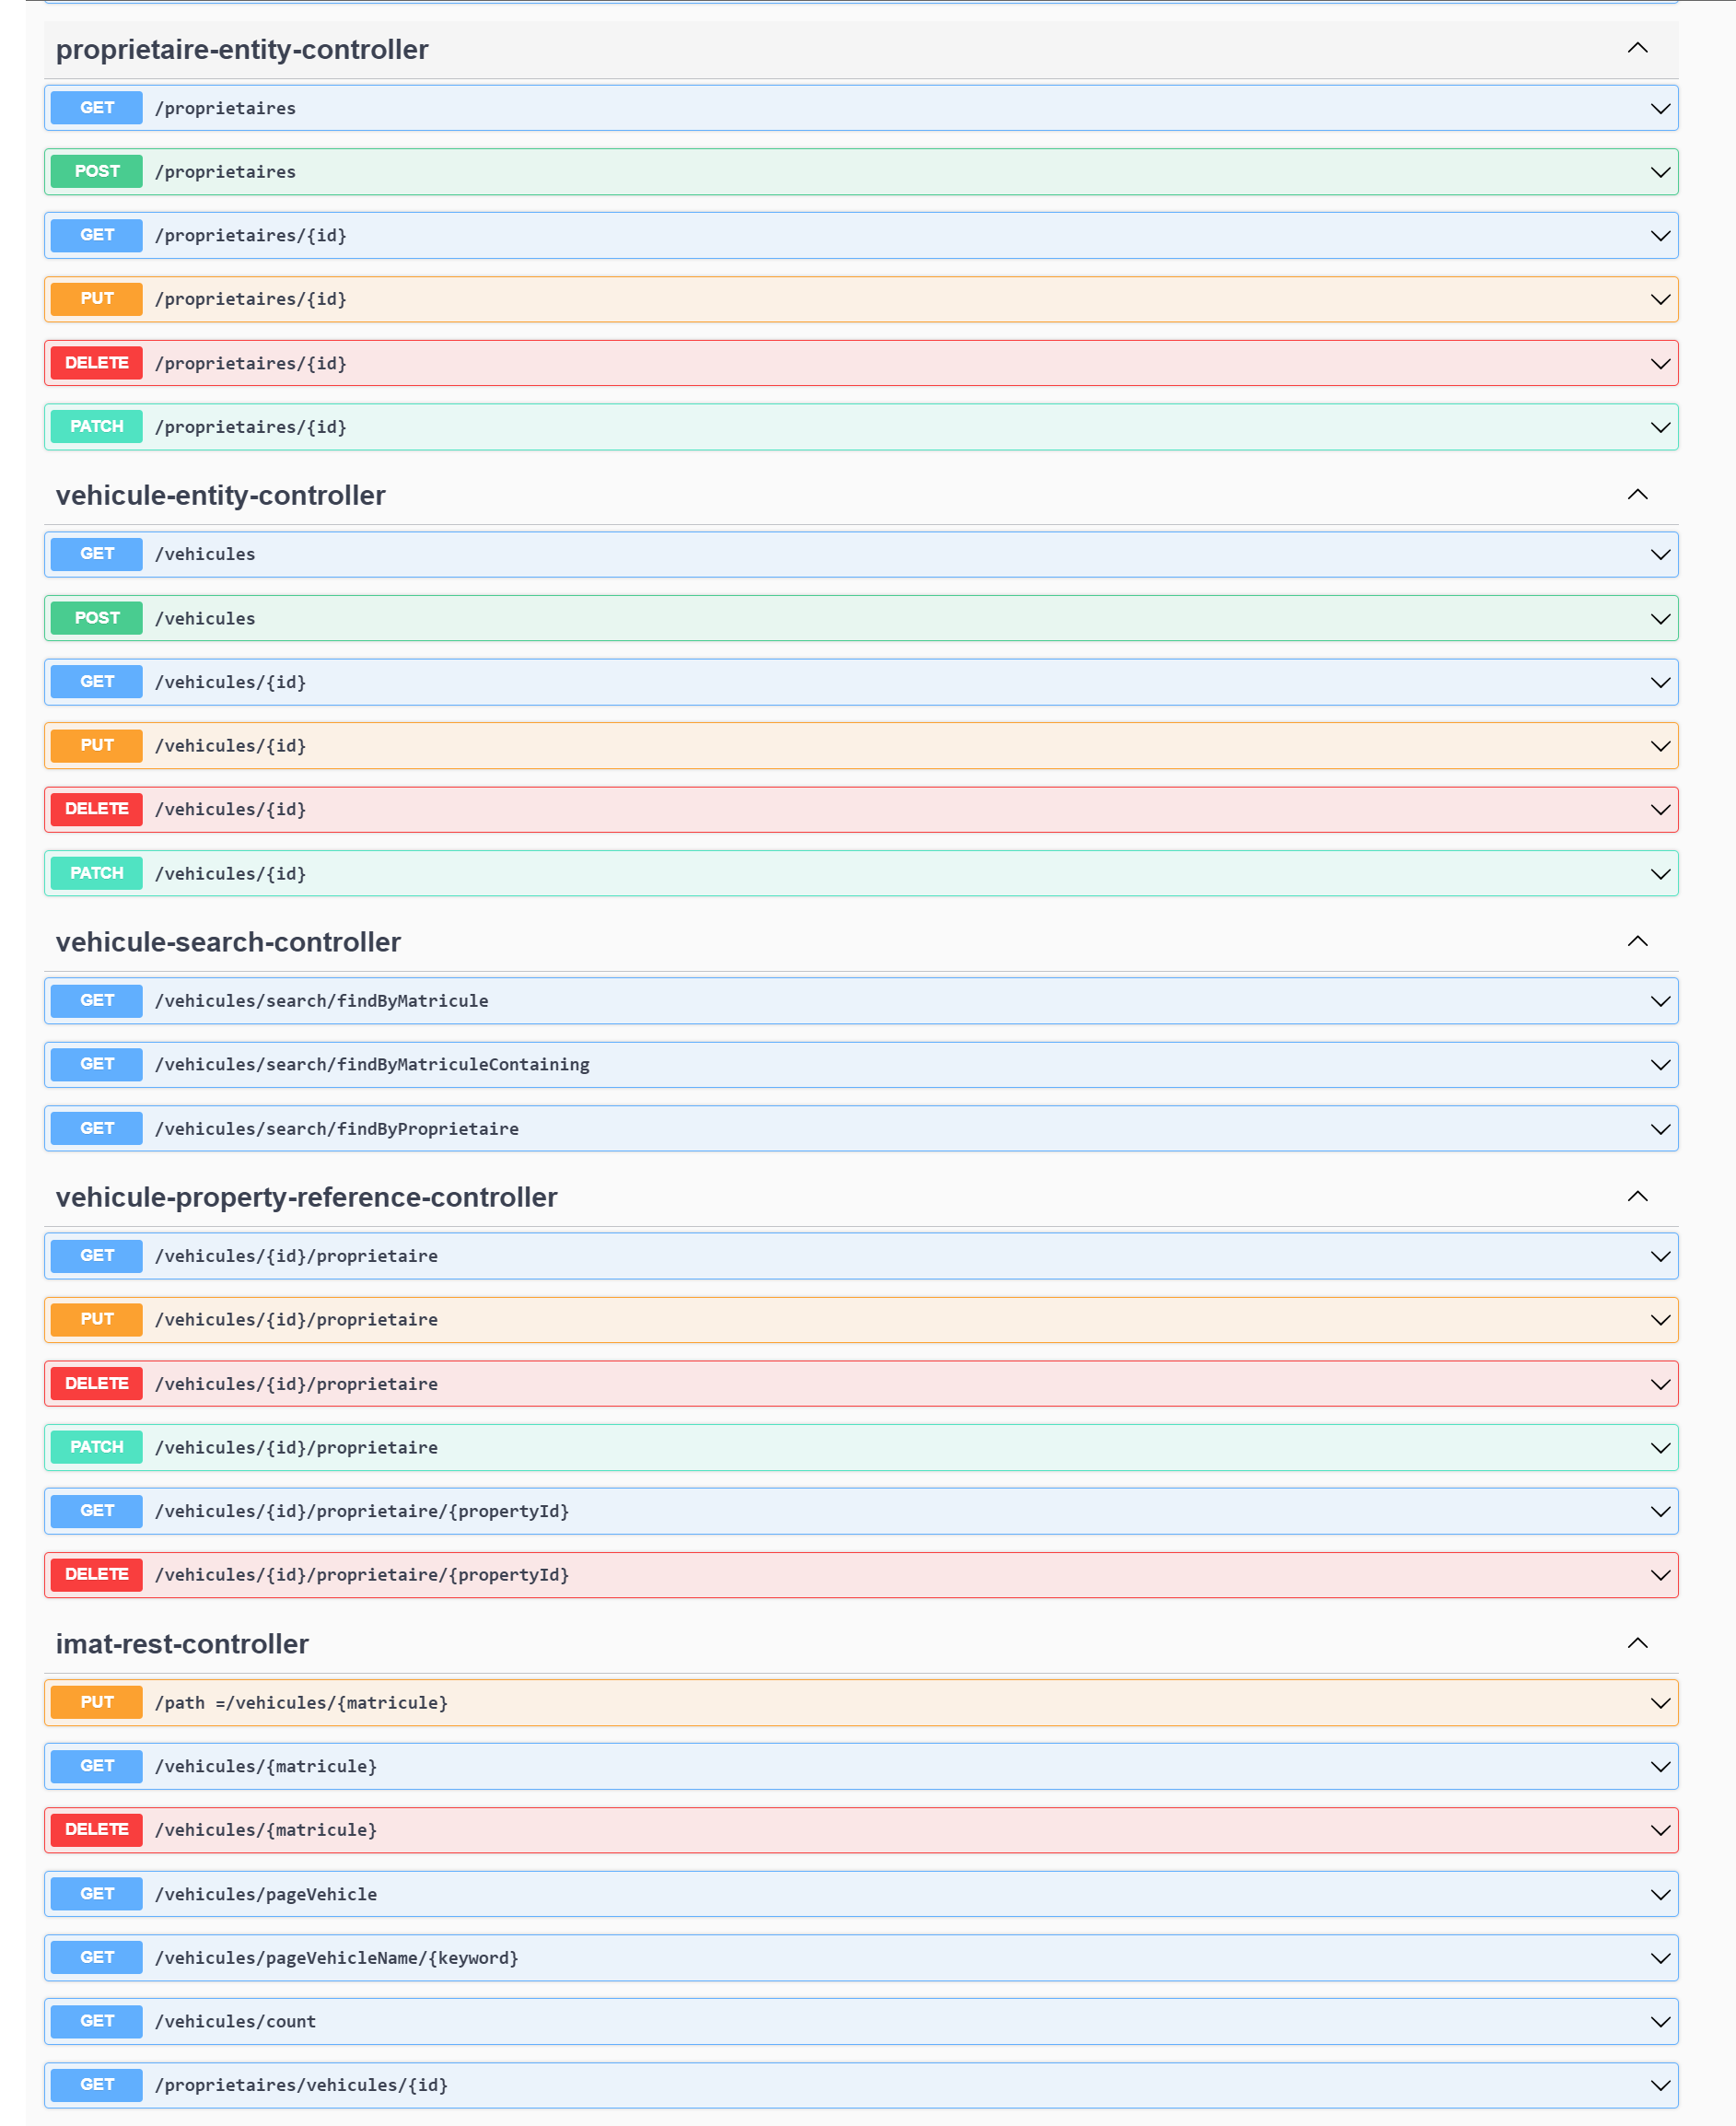 proprietaire-entity-controller
GET /proprietaires
POST /proprietaires
GET /proprietaires/{id}
PUT /proprietaires/{id}
DELETE /proprietaires/{id}
PATCH /proprietaires/{id}
vehicule-entity-controller
GET /vehicules
POST /vehicules
GET /vehicules/{id}
PUT /vehicules/{id}
DELETE /vehicules/{id}
PATCH /vehicules/{id}
vehicule-search-controller
GET /vehicules/search/findByMatricule
GET /vehicules/search/findByMatriculeContaining
GET /vehicules/search/findByProprietaire
vehicule-property-reference-controller
GET /vehicules/{id}/proprietaire
PUT /vehicules/{id}/proprietaire
DELETE /vehicules/{id}/proprietaire
PATCH /vehicules/{id}/proprietaire
GET /vehicules/{id}/proprietaire/{propertyId}
DELETE /vehicules/{id}/proprietaire/{propertyId}
imat-rest-controller
PUT /path =/vehicules/{matricule}
GET /vehicules/{matricule}
DELETE /vehicules/{matricule}
GET /vehicules/pageVehicle
GET /vehicules/pageVehicleName/{keyword}
GET /vehicules/count
GET /proprietaires/vehicules/{id}